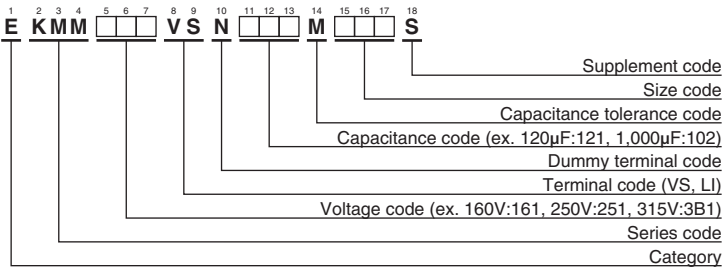 1 2 3 4 5 6 7 8 9 10 11 12 13 14 15 16 17 18
E KMM □□□ VS N □□□ M □□□ S
Supplement code
Size code
Capacitance tolerance code
Capacitance code (ex. 120μF:121, 1,000μF:102)
Dummy terminal code
Terminal code (VS, LI)
Voltage code (ex. 160V:161, 250V:251, 315V:3B1)
Series code
Category